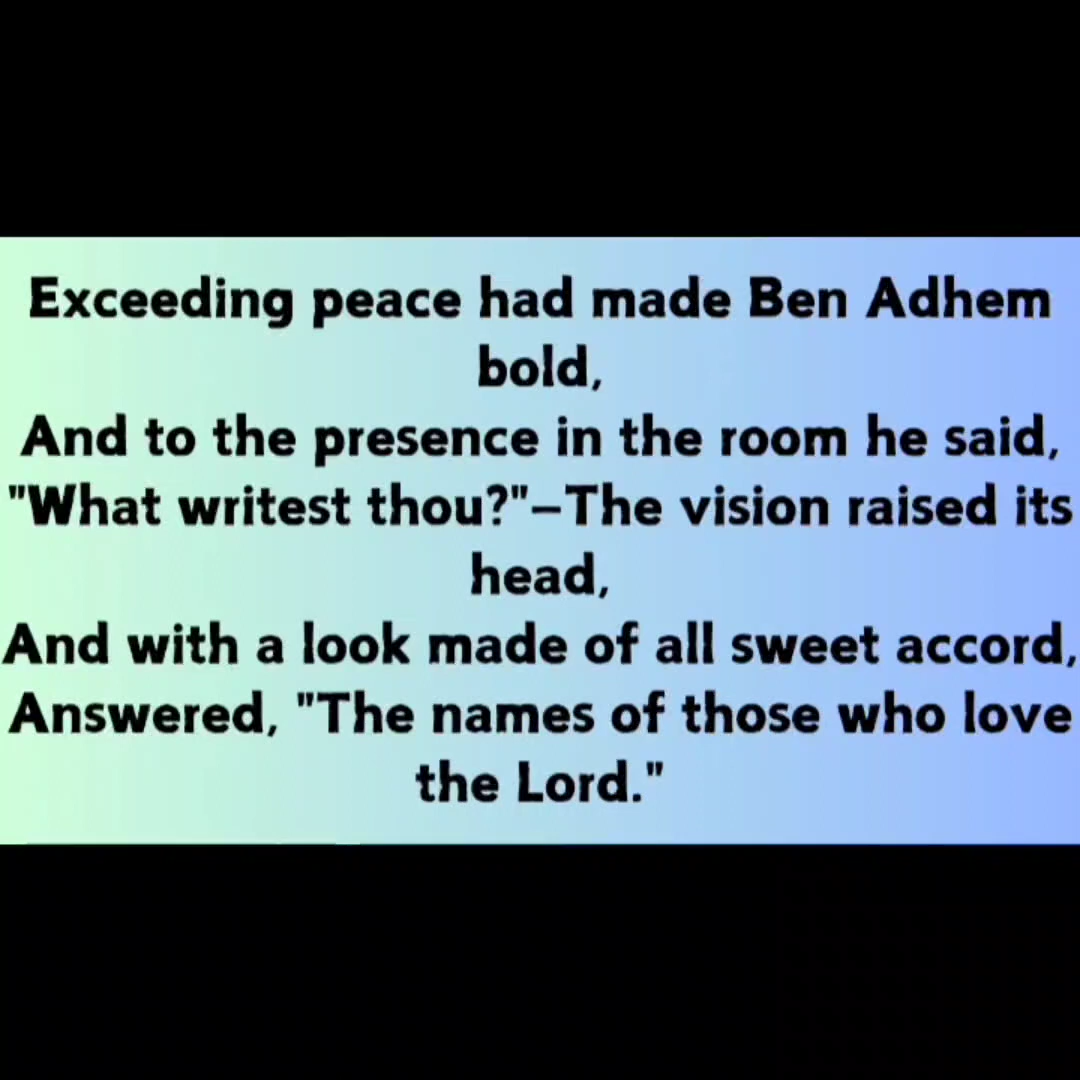 Exceeding peace had made Ben Adhem
bold,
And to the presence in the room he said,
"What writest thou?"—The vision raised its
head,
And with a look made of all sweet accord,
Answered, "The names of those who love
the Lord."